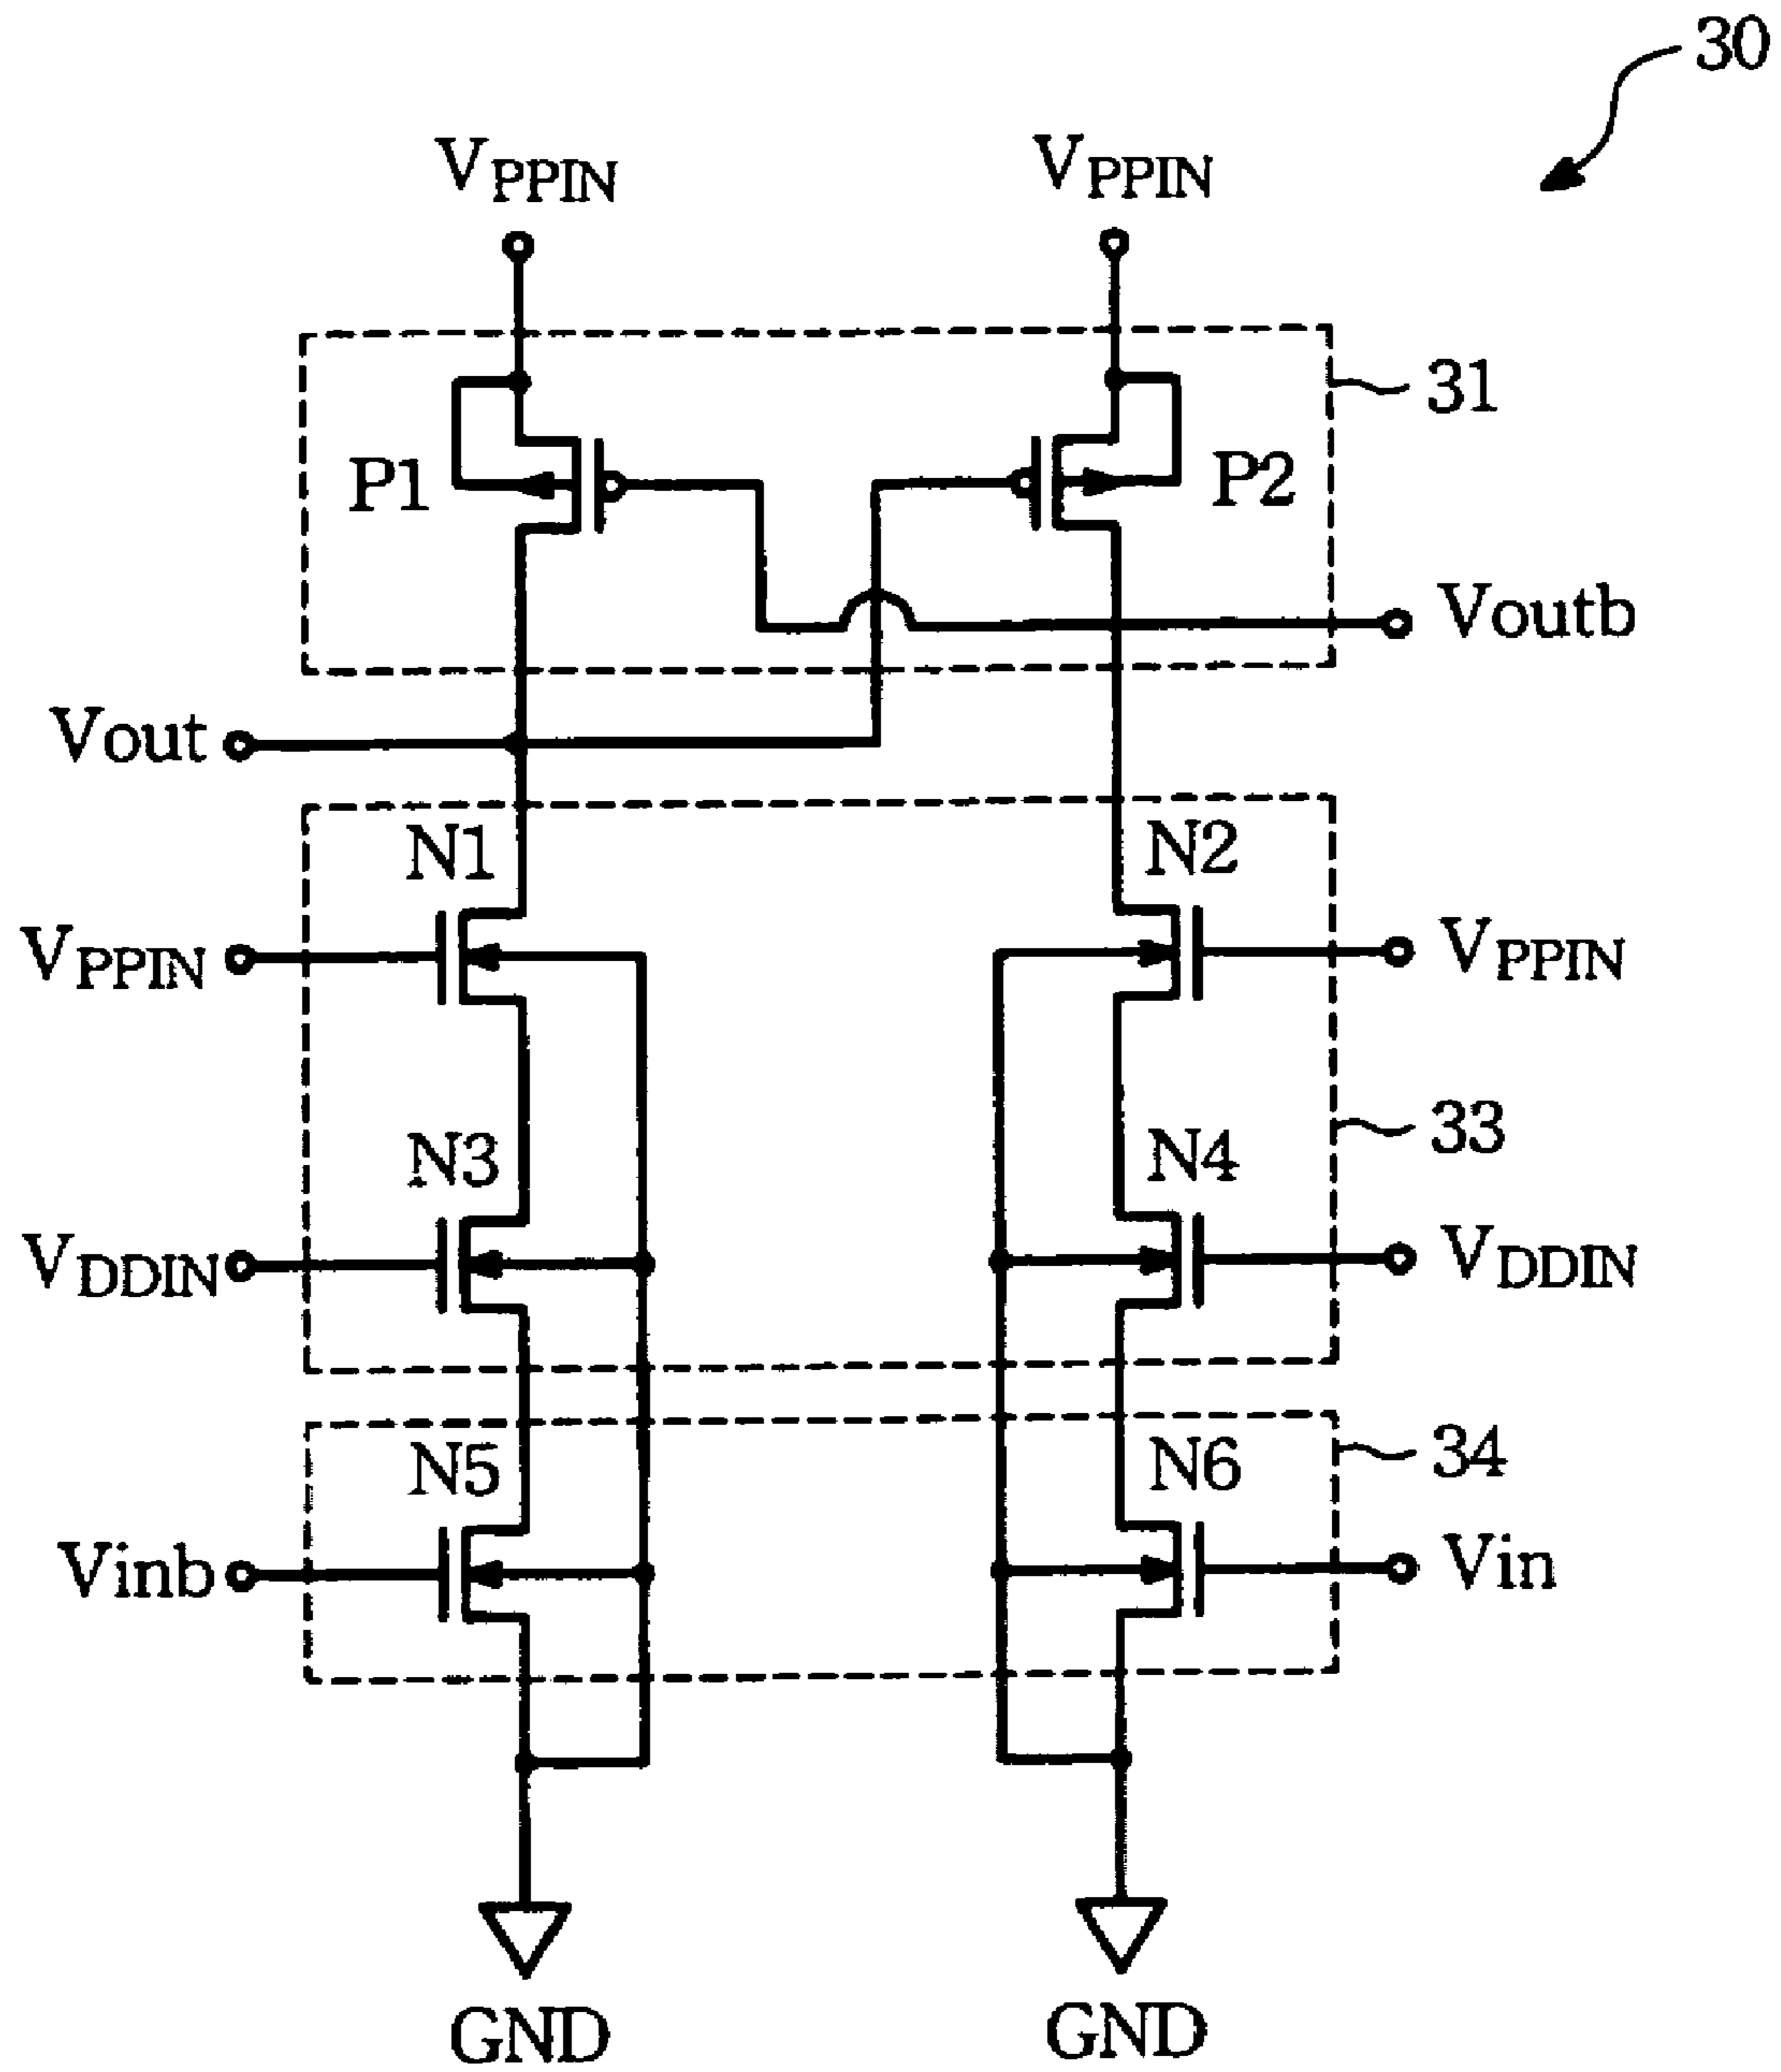 30
VPPIN VPPIN
31
P1 P2
Voutb
Vout
N1 N2
VPPIN VPPIN
33
N3 N4
VDDIN VDDIN
34
N5 N6
Vinb Vin
GND GND